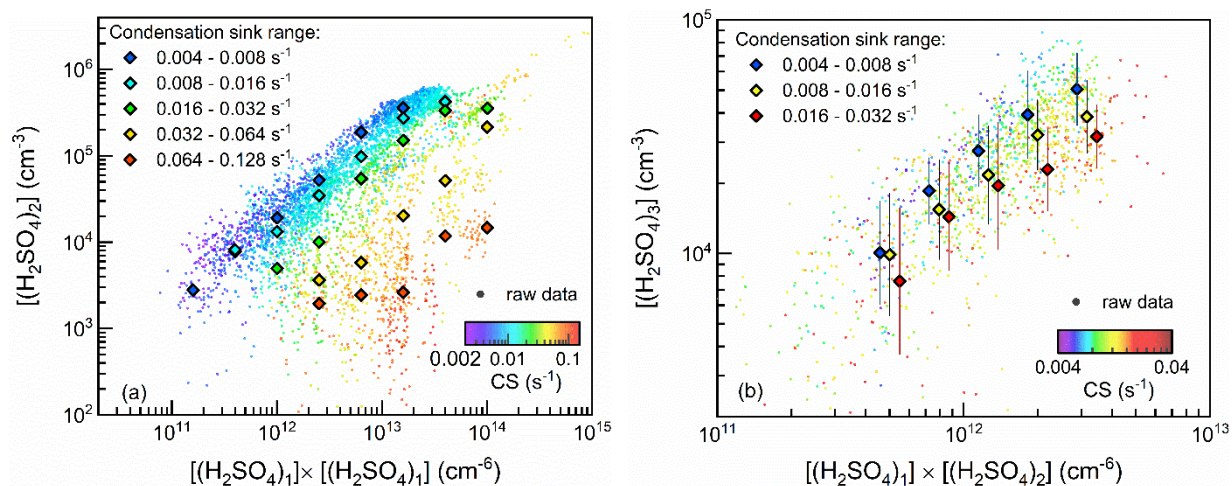 Condensation sink range:
0.004 - 0.008 s⁻¹
0.008 - 0.016 s⁻¹
0.016 - 0.032 s⁻¹
0.032 - 0.064 s⁻¹
0.064 - 0.128 s⁻¹
10⁶
10⁵
10⁴
10³
10²
[(H₂SO₄)₂] (cm⁻³)
raw data
0.002 0.01 0.1
CS (s⁻¹)
(a)
10¹¹ 10¹² 10¹³ 10¹⁴ 10¹⁵
[(H₂SO₄)₁]× [(H₂SO₄)₁] (cm⁻⁶)
Condensation sink range:
0.004 - 0.008 s⁻¹
0.008 - 0.016 s⁻¹
0.016 - 0.032 s⁻¹
10⁵
10⁴
[(H₂SO₄)₃] (cm⁻³)
raw data
0.004 0.04
CS (s⁻¹)
(b)
10¹¹ 10¹² 10¹³
[(H₂SO₄)₁] × [(H₂SO₄)₂] (cm⁻⁶)